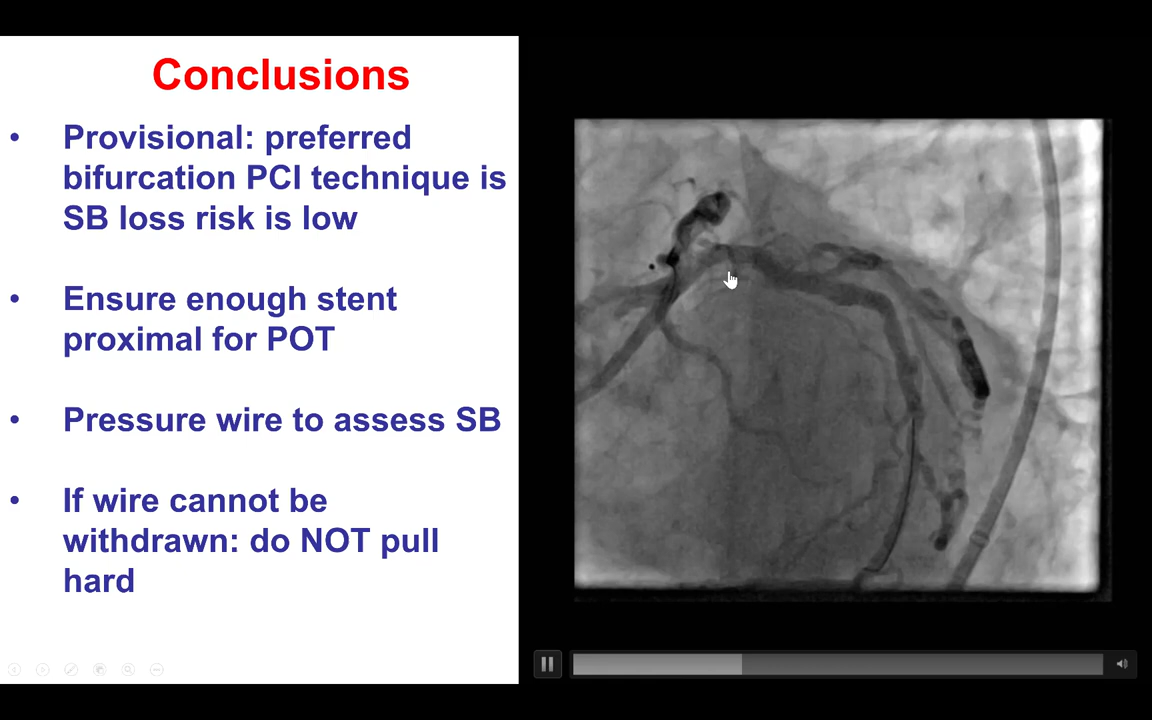 Conclusions
• Provisional: preferred
bifurcation PCI technique is
SB loss risk is low
• Ensure enough stent
proximal for POT
• Pressure wire to assess SB
• If wire cannot be
withdrawn: do NOT pull
hard